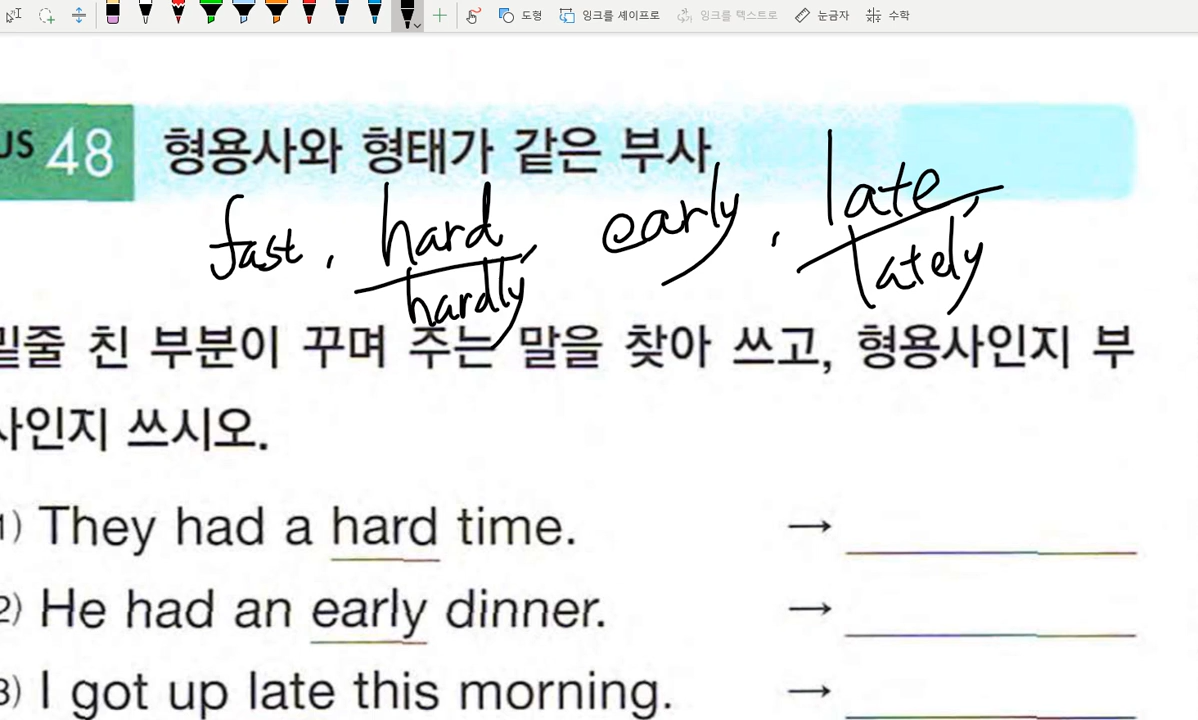 도형 잉크를 셰이프로 잉크를 텍스트로 눈금자 수학
US 48 형용사와 형태가 같은 부사
fast, hard, early, late,
hardly lately
밑줄 친 부분이 꾸며 주는 말을 찾아 쓰고, 형용사인지 부
사인지 쓰시오.
1) They had a hard time. →
2) He had an early dinner. →
3) I got up late this morning. →